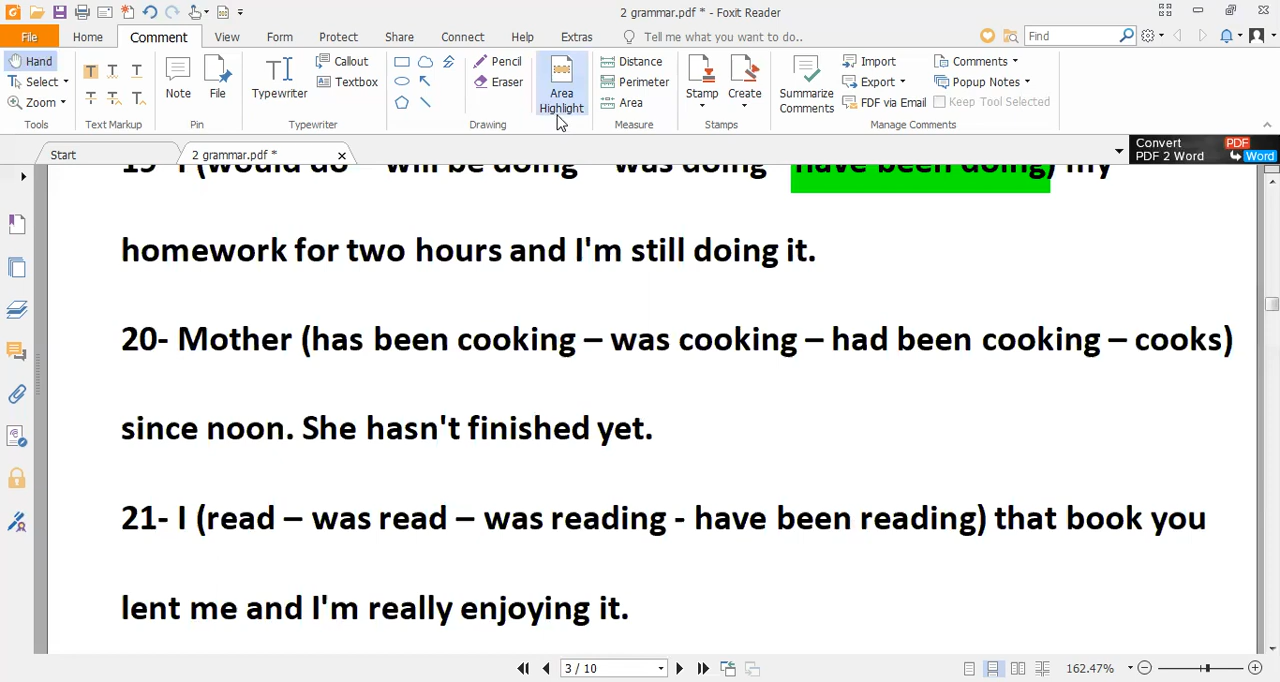 2 grammar.pdf * - Foxit Reader
File Home Comment View Form Protect Share Connect Help Extras Tell me what you want to do.. Find
Hand
Select
Zoom
Tools
Text Markup
Note
File
Pin
Typewriter
Callout
Textbox
Typewriter
Pencil
Eraser
Drawing
Area
Highlight
Distance
Perimeter
Area
Measure
Stamp
Create
Stamps
Summarize
Comments
Import
Export
FDF via Email
Comments
Popup Notes
Keep Tool Selected
Manage Comments
Start
2 grammar.pdf *
Convert
PDF 2 Word
PDF
Word
19- I (would do – will be doing – was doing – have been doing) my
homework for two hours and I'm still doing it.
20- Mother (has been cooking – was cooking – had been cooking – cooks)
since noon. She hasn't finished yet.
21- I (read – was read – was reading - have been reading) that book you
lent me and I'm really enjoying it.
3 / 10
162.47%